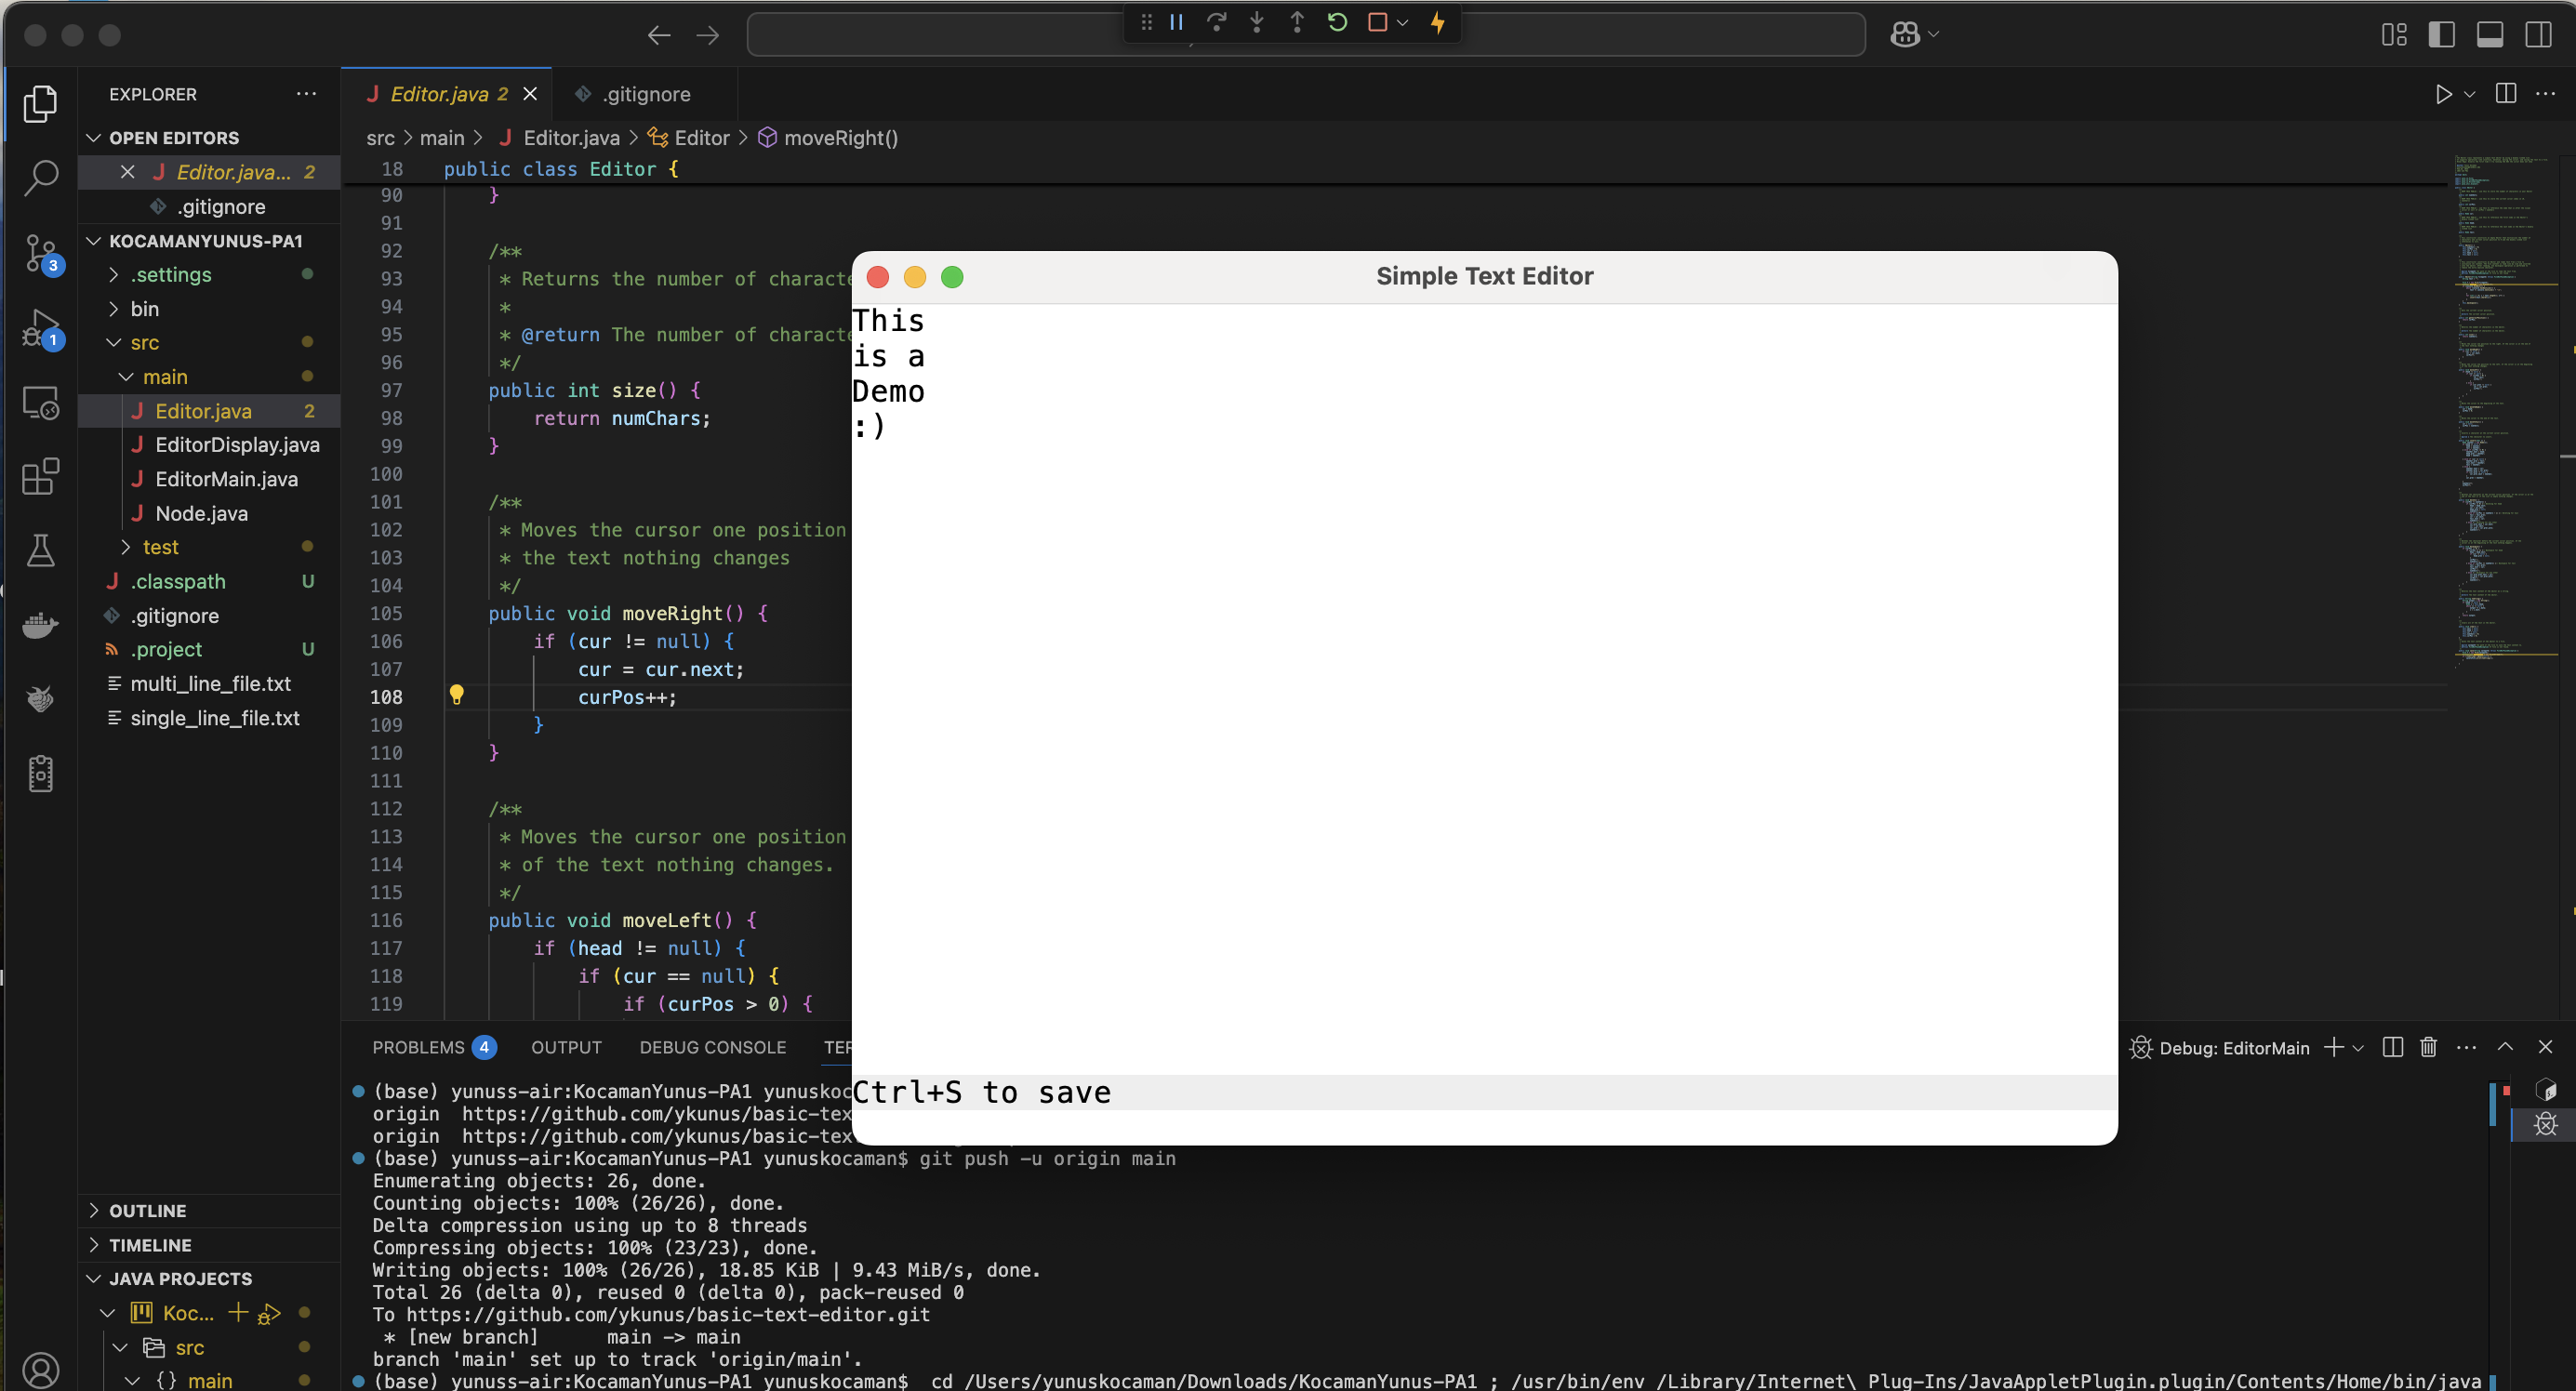 EXPLORER
OPEN EDITORS
Editor.java... 2
.gitignore
KOCAMANYUNUS-PA1
.settings
bin
src
main
Editor.java 2
EditorDisplay.java
EditorMain.java
Node.java
test
.classpath U
.gitignore
.project U
multi_line_file.txt
single_line_file.txt
OUTLINE
TIMELINE
JAVA PROJECTS
Koc...
src
{} main
3
1
Editor.java 2
.gitignore
src > main > J Editor.java > Editor > moveRight()
18 public class Editor {
90 }
91
92 /**
93 * Returns the number of characte
94 *
95 * @return The number of characte
96 */
97 public int size() {
98 return numChars;
99 }
100
101 /**
102 * Moves the cursor one position
103 * the text nothing changes
104 */
105 public void moveRight() {
106 if (cur != null) {
107 cur = cur.next;
108 curPos++;
109 }
110 }
111
112 /**
113 * Moves the cursor one position
114 * of the text nothing changes.
115 */
116 public void moveLeft() {
117 if (head != null) {
118 if (cur == null) {
119 if (curPos > 0) {
Simple Text Editor
This
is a
Demo
:)
Ctrl+S to save
PROBLEMS 4 OUTPUT DEBUG CONSOLE TER
Debug: EditorMain
(base) yunuss-air:KocamanYunus-PA1 yunuskoc
origin https://github.com/ykunus/basic-tex
origin https://github.com/ykunus/basic-tex
(base) yunuss-air:KocamanYunus-PA1 yunuskocaman$ git push -u origin main
Enumerating objects: 26, done.
Counting objects: 100% (26/26), done.
Delta compression using up to 8 threads
Compressing objects: 100% (23/23), done.
Writing objects: 100% (26/26), 18.85 KiB | 9.43 MiB/s, done.
Total 26 (delta 0), reused 0 (delta 0), pack-reused 0
To https://github.com/ykunus/basic-text-editor.git
* [new branch] main -> main
branch 'main' set up to track 'origin/main'.
(base) yunuss-air:KocamanYunus-PA1 yunuskocaman$ cd /Users/yunuskocaman/Downloads/KocamanYunus-PA1 ; /usr/bin/env /Library/Internet\ Plug-Ins/JavaAppletPlugin.plugin/Contents/Home/bin/java